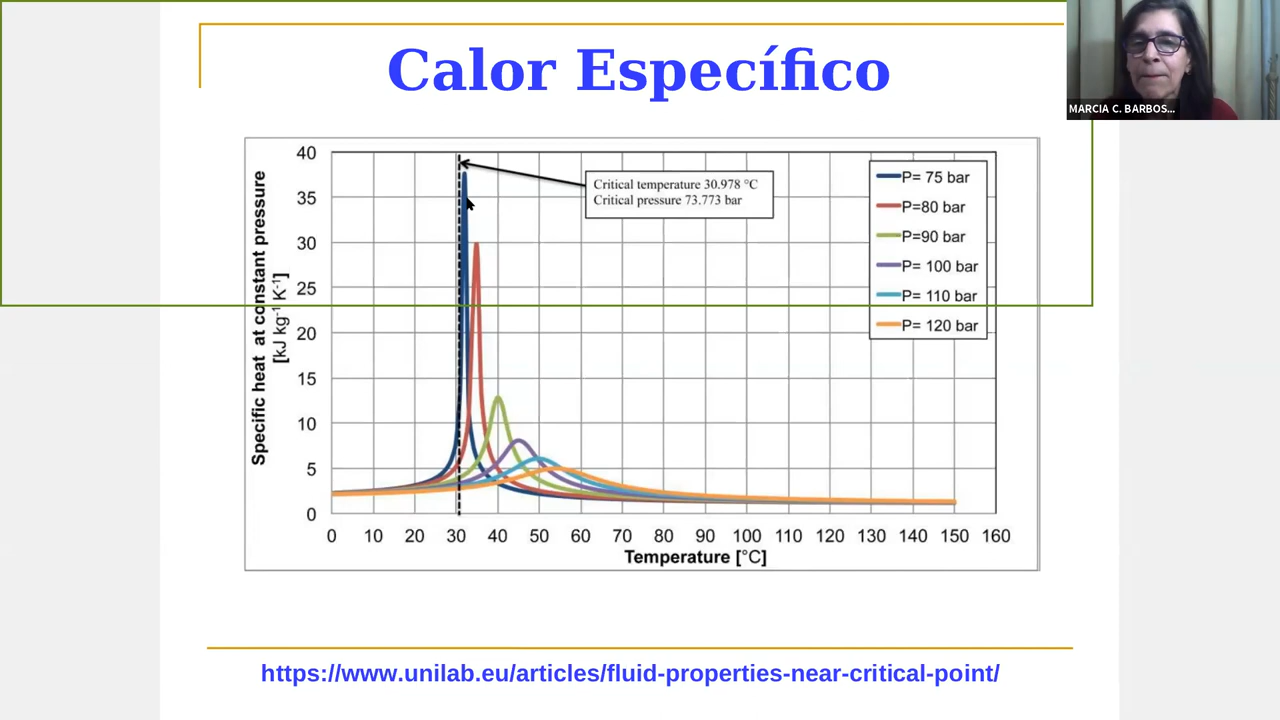 Calor Específico
MARCIA C. BARBOS...
Specific heat at constant pressure
[kJ kg⁻¹ K⁻¹]
40
35
30
25
20
15
10
5
0
Critical temperature 30.978 °C
Critical pressure 73.773 bar
P= 75 bar
P=80 bar
P=90 bar
P= 100 bar
P= 110 bar
P= 120 bar
0 10 20 30 40 50 60 70 80 90 100 110 120 130 140 150 160
Temperature [°C]
https://www.unilab.eu/articles/fluid-properties-near-critical-point/